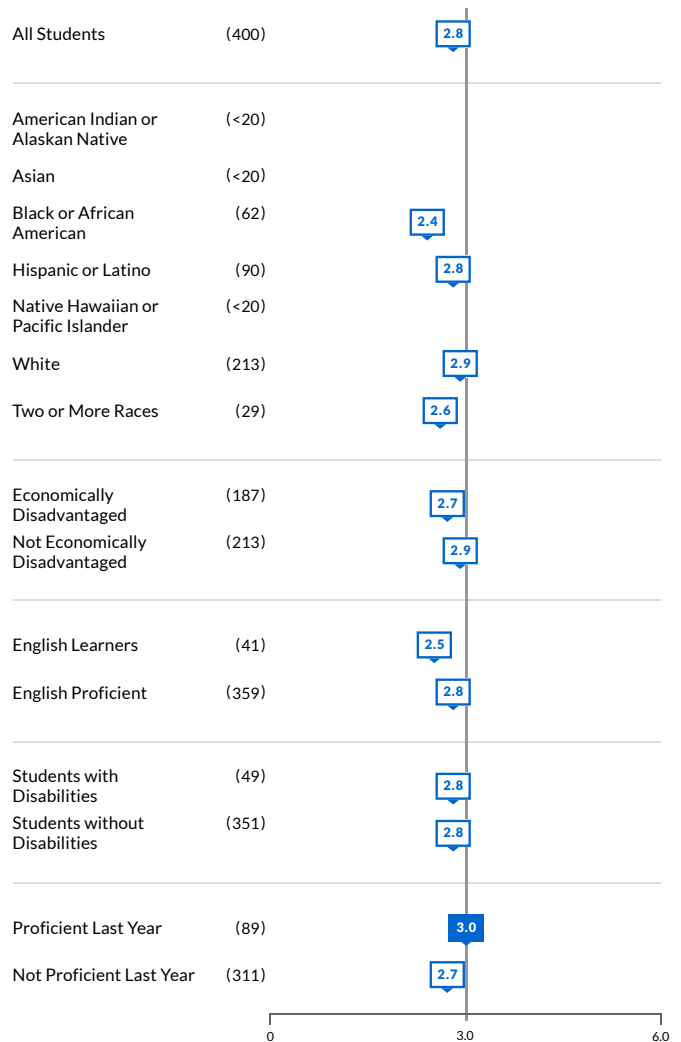 All Students (400) 2.8
American Indian or (<20)
Alaskan Native
Asian (<20)
Black or African (62) 2.4
American
Hispanic or Latino (90) 2.8
Native Hawaiian or (<20)
Pacific Islander
White (213) 2.9
Two or More Races (29) 2.6
Economically (187) 2.7
Disadvantaged
Not Economically (213) 2.9
Disadvantaged
English Learners (41) 2.5
English Proficient (359) 2.8
Students with (49) 2.8
Disabilities
Students without (351) 2.8
Disabilities
Proficient Last Year (89) 3.0
Not Proficient Last Year (311) 2.7
0 3.0 6.0